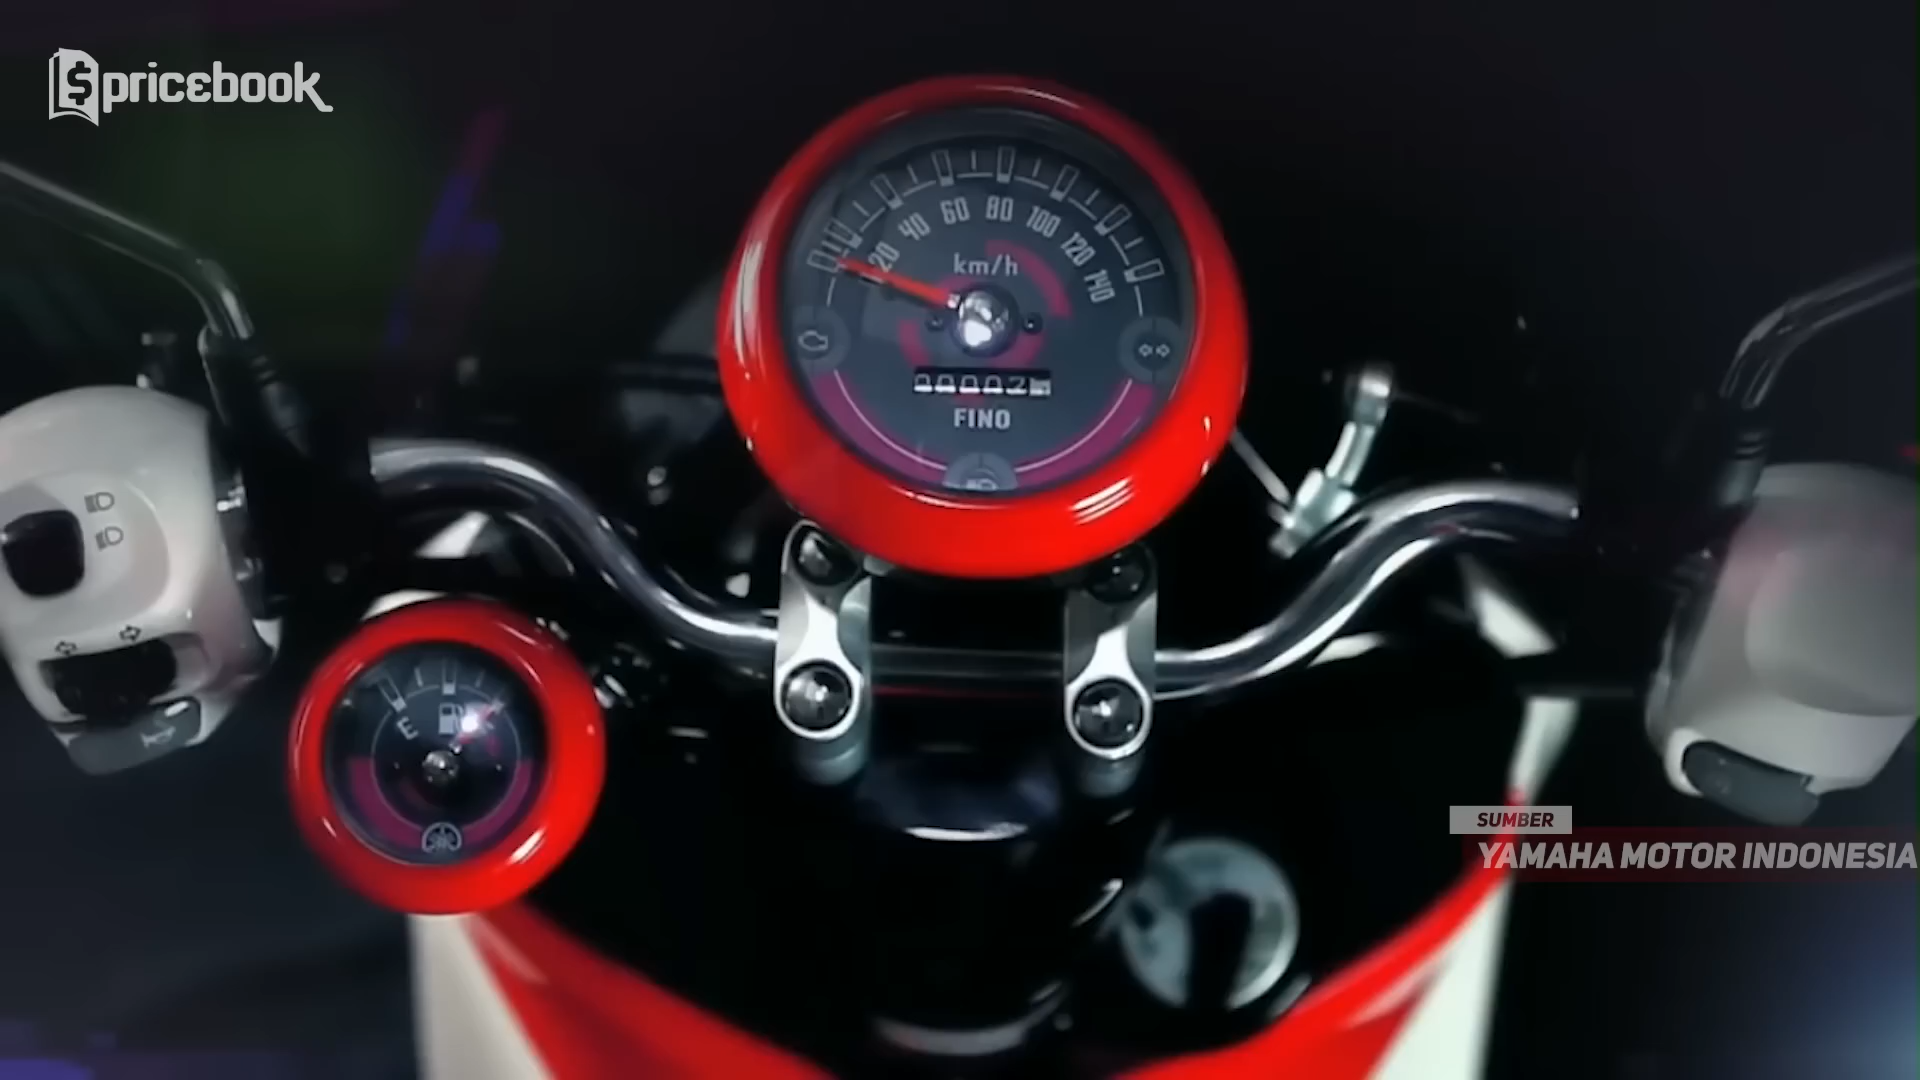 pricebook
20 40 60 80 100 120 140
km/h
FINO
E
SUMBER
YAMAHA MOTOR INDONESIA